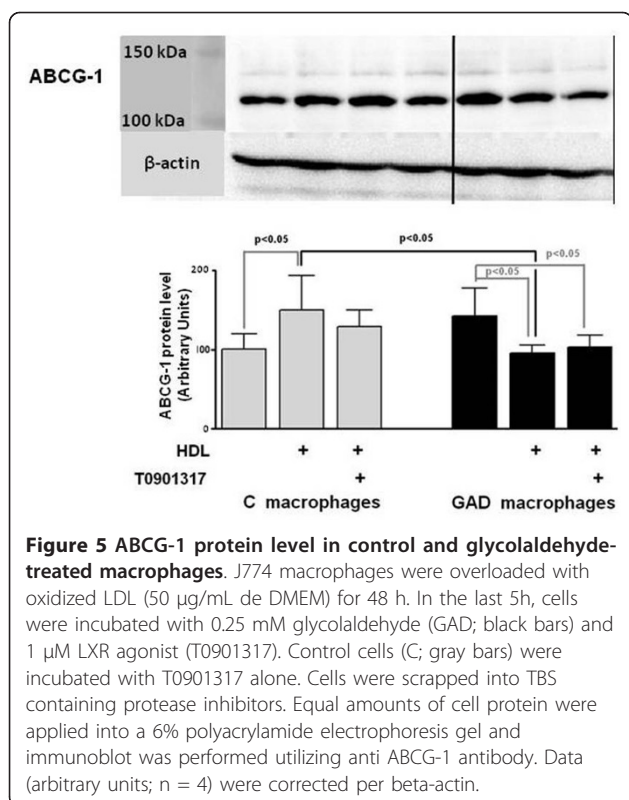 150 kDa
ABCG-1
100 kDa
β-actin
p<0.05
p<0.05
p<0.05
p<0.05
ABCG-1 protein level
(Arbitrary Units)
200
100
0
HDL + + + +
T0901317 + +
C macrophages GAD macrophages
Figure 5 ABCG-1 protein level in control and glycolaldehyde-
treated macrophages. J774 macrophages were overloaded with
oxidized LDL (50 μg/mL de DMEM) for 48 h. In the last 5h, cells
were incubated with 0.25 mM glycolaldehyde (GAD; black bars) and
1 μM LXR agonist (T0901317). Control cells (C; gray bars) were
incubated with T0901317 alone. Cells were scrapped into TBS
containing protease inhibitors. Equal amounts of cell protein were
applied into a 6% polyacrylamide electrophoresis gel and
immunoblot was performed utilizing anti ABCG-1 antibody. Data
(arbitrary units; n = 4) were corrected per beta-actin.